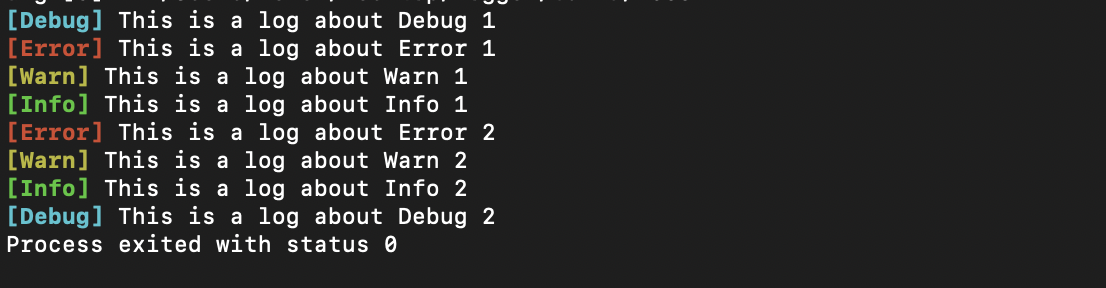 [Debug] This is a log about Debug 1
[Error] This is a log about Error 1
[Warn] This is a log about Warn 1
[Info] This is a log about Info 1
[Error] This is a log about Error 2
[Warn] This is a log about Warn 2
[Info] This is a log about Info 2
[Debug] This is a log about Debug 2
Process exited with status 0